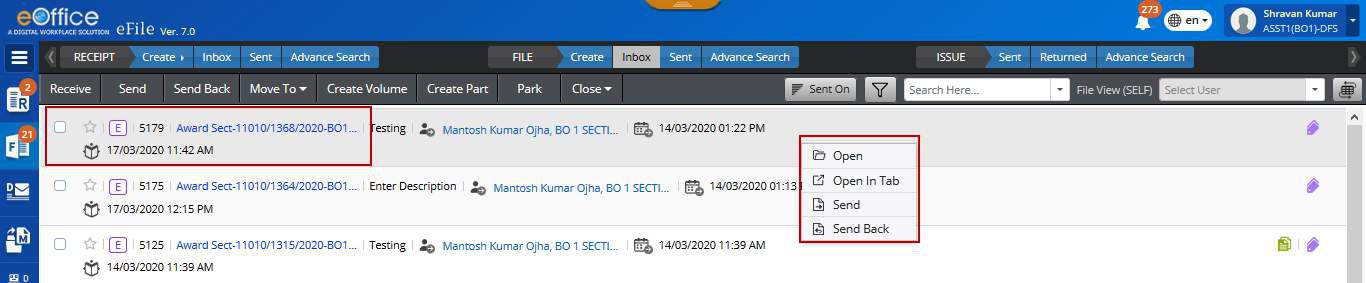 eOffice
A DIGITAL WORKPLACE SOLUTION
eFile Ver. 7.0
273
en
Shravan Kumar
ASST1(BO1)-DFS
RECEIPT Create Inbox Sent Advance Search FILE Create Inbox Sent Advance Search ISSUE Sent Returned Advance Search
Receive Send Send Back Move To Create Volume Create Part Park Close Sent On Search Here... File View (SELF) Select User
R 2
F 21
D
M
0
E 5179 Award Sect-11010/1368/2020-BO1... Testing Mantosh Kumar Ojha, BO 1 SECTI... 14/03/2020 01:22 PM
17/03/2020 11:42 AM
E 5175 Award Sect-11010/1364/2020-BO1... Enter Description Mantosh Kumar Ojha, BO 1 SECTI... 14/03/2020 01:13
17/03/2020 12:15 PM
E 5125 Award Sect-11010/1315/2020-BO1... Testing Mantosh Kumar Ojha, BO 1 SECTI... 14/03/2020 11:39 AM
14/03/2020 11:39 AM
Open
Open In Tab
Send
Send Back